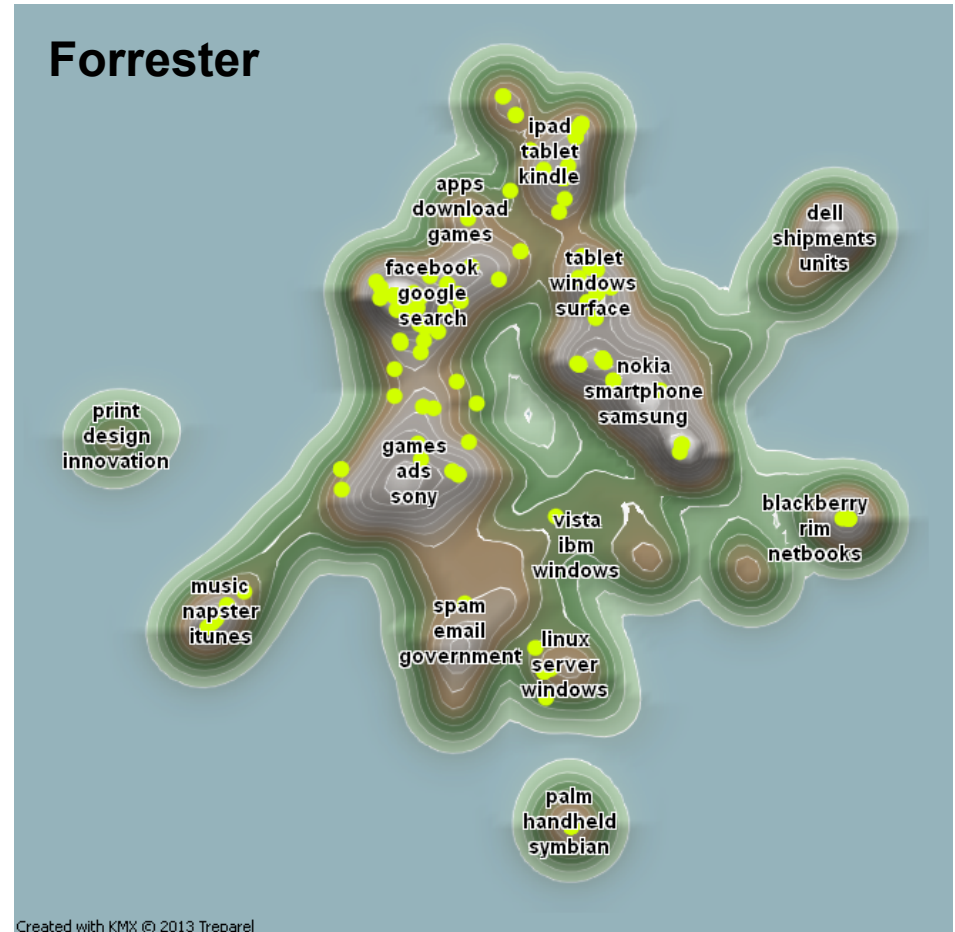 Forrester
ipad
tablet
kindle
apps
download
games
dell
shipments
units
facebook
google
search
tablet
windows
surface
nokia
smartphone
samsung
print
design
innovation
games
ads
sony
blackberry
rim
netbooks
vista
ibm
windows
music
napster
itunes
spam
email
government
linux
server
windows
palm
handheld
symbian
Created with KMX © 2013 Treparel